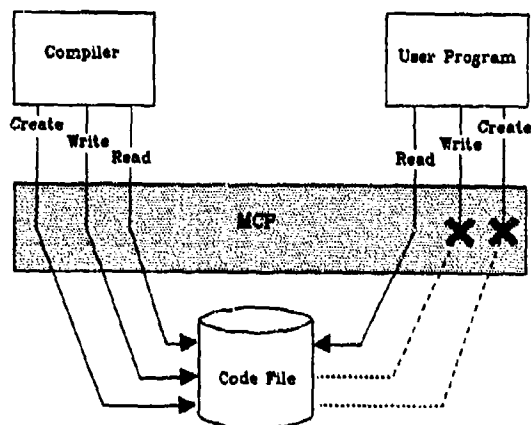 Compiler
User Program
Create
Write
Read
Read
Write
Create
MCP
Code File